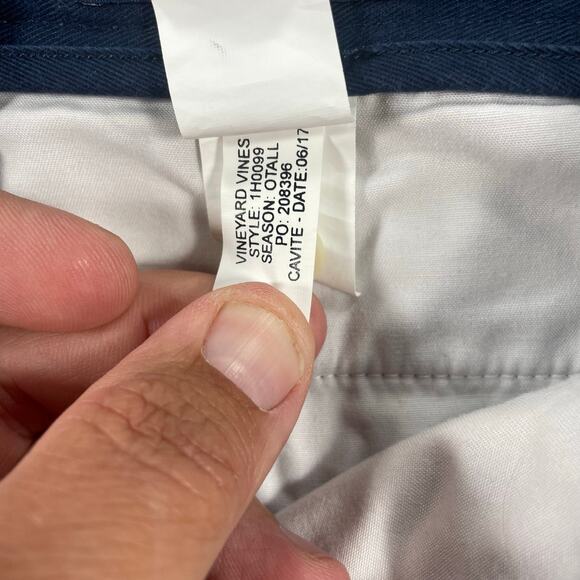 VINEYARD VINES
STYLE: 1H0099
SEASON: OTALL
PO: 208396
CAVITE - DATE:06/17